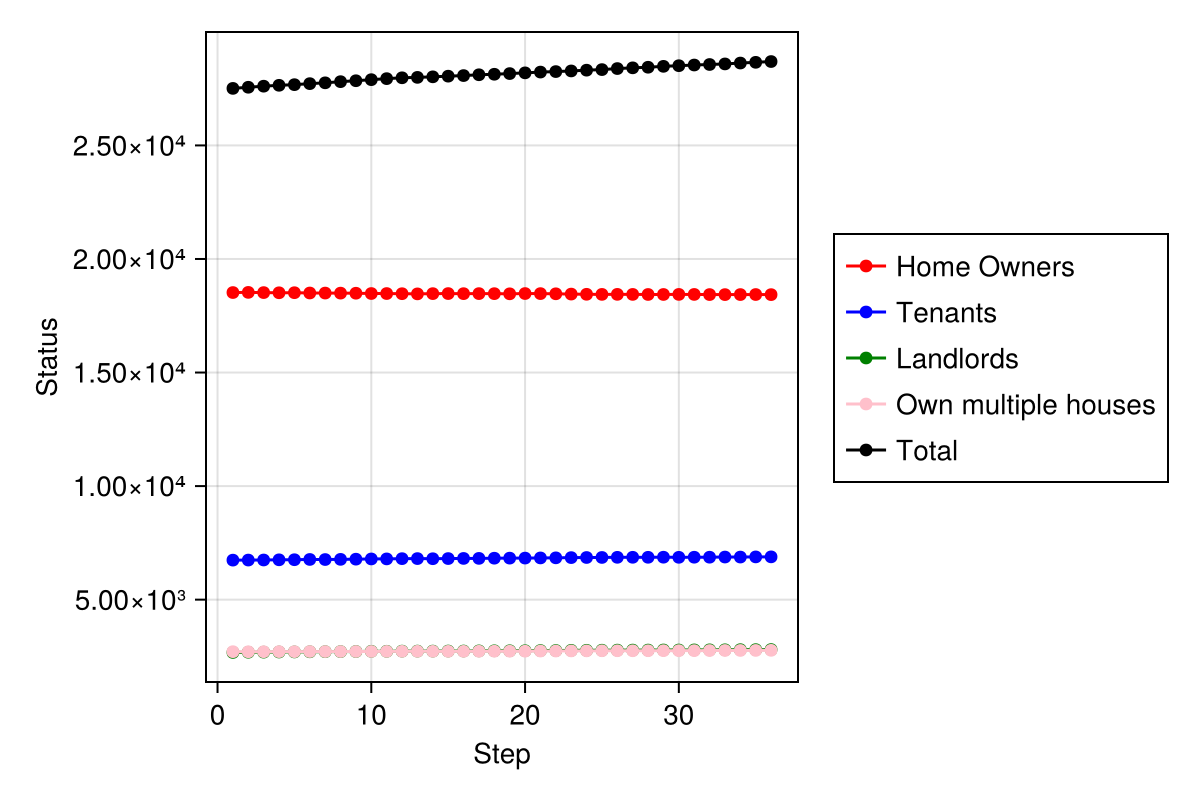 2.50×10⁴
2.00×10⁴
1.50×10⁴
1.00×10⁴
5.00×10³
Status
0 10 20 30
Step
Home Owners
Tenants
Landlords
Own multiple houses
Total